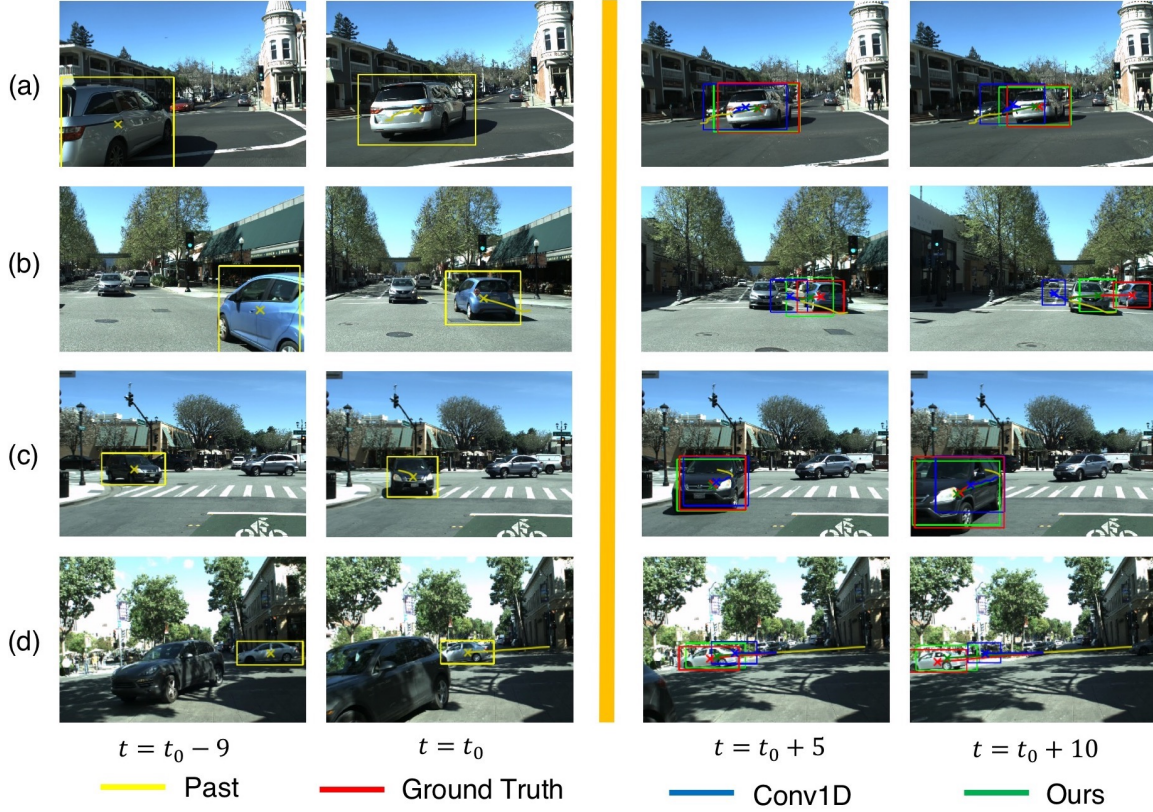 (a)
(b)
(c)
(d)
t = t₀ − 9
t = t₀
t = t₀ + 5
t = t₀ + 10
Past
Ground Truth
Conv1D
Ours